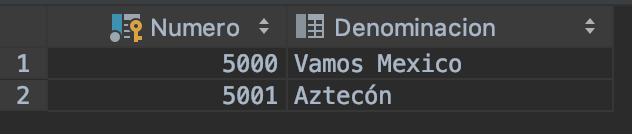 Numero Denominacion
1 5000 Vamos Mexico
2 5001 Aztecón